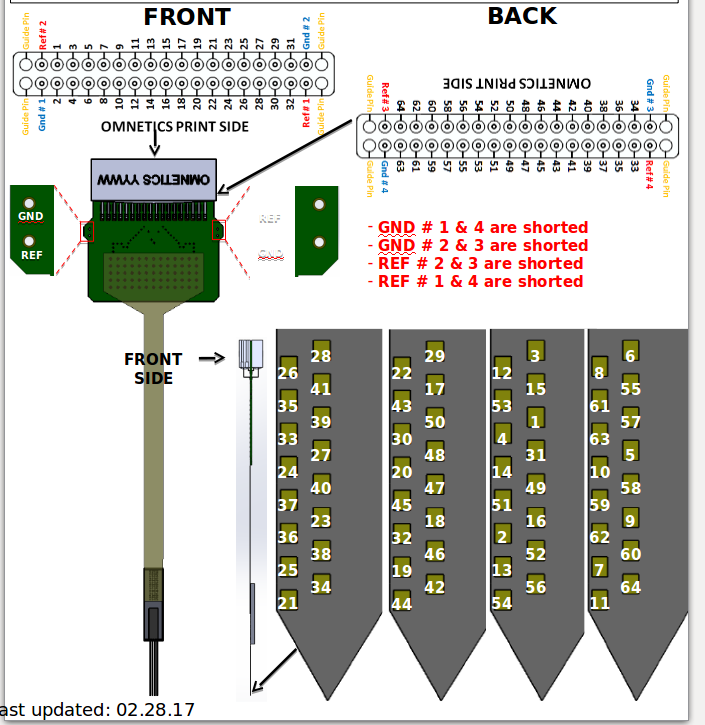 FRONT
BACK
Guide Pin Ref # 2 1 3 5 7 9 11 13 15 17 19 21 23 25 27 29 31 Gnd # 2 Guide Pin
Guide Pin Gnd # 1 2 4 6 8 10 12 14 16 18 20 22 24 26 28 30 32 Ref # 1 Guide Pin
OMNETICS PRINT SIDE
OMNETICS PRINT SIDE
Guide Pin Ref # 3 64 62 60 58 56 54 52 50 48 46 44 42 40 38 36 34 Gnd # 3 Guide Pin
Guide Pin Gnd # 4 63 61 59 57 55 53 51 49 47 45 43 41 39 37 35 33 Ref # 4 Guide Pin
OMNETICS YYWW
GND
REF
REF
GND
- GND # 1 & 4 are shorted
- GND # 2 & 3 are shorted
- REF # 2 & 3 are shorted
- REF # 1 & 4 are shorted
FRONT
SIDE
28 29 3 6
26 22 12 8
41 17 15 55
35 43 53 61
39 50 1 57
33 30 4 63
27 48 31 5
24 20 14 10
40 47 49 58
37 45 51 59
23 18 16 9
36 32 2 62
38 46 52 60
25 19 13 7
34 42 56 64
21 44 54 11
ast updated: 02.28.17